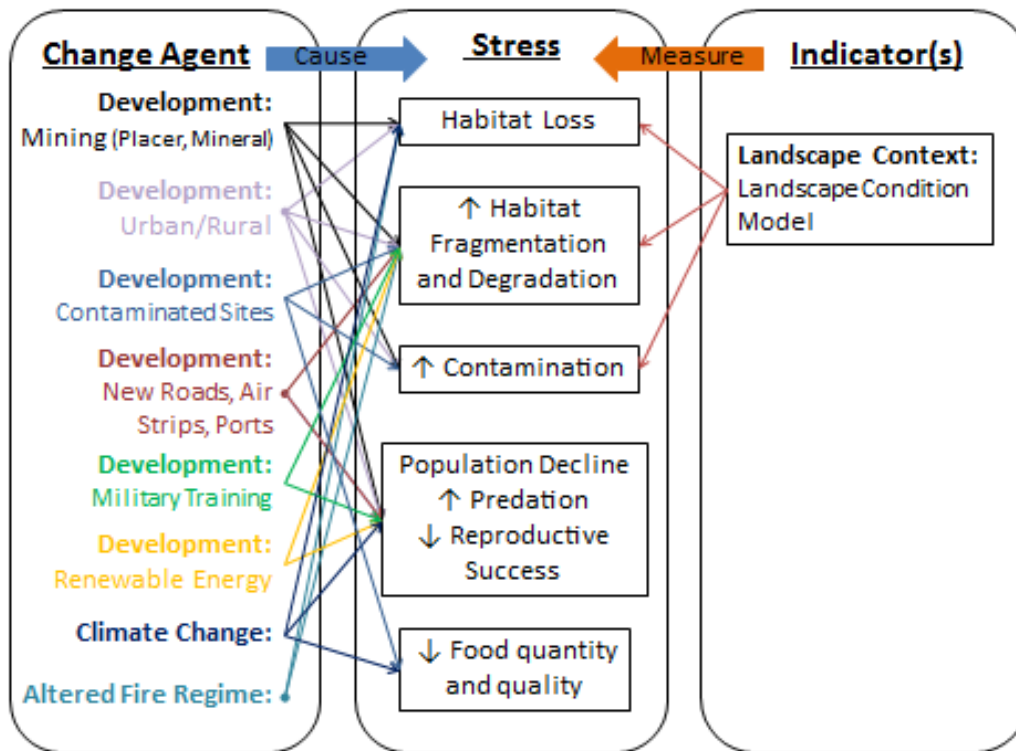 Change Agent
Cause
Stress
Measure
Indicator(s)
Development:
Mining (Placer, Mineral)
Development:
Urban/Rural
Development:
Contaminated Sites
Development:
New Roads, Air
Strips, Ports
Development:
Military Training
Development:
Renewable Energy
Climate Change:
Altered Fire Regime:
Habitat Loss
↑ Habitat
Fragmentation
and Degradation
↑ Contamination
Population Decline
↑ Predation
↓ Reproductive
Success
↓ Food quantity
and quality
Landscape Context:
Landscape Condition
Model